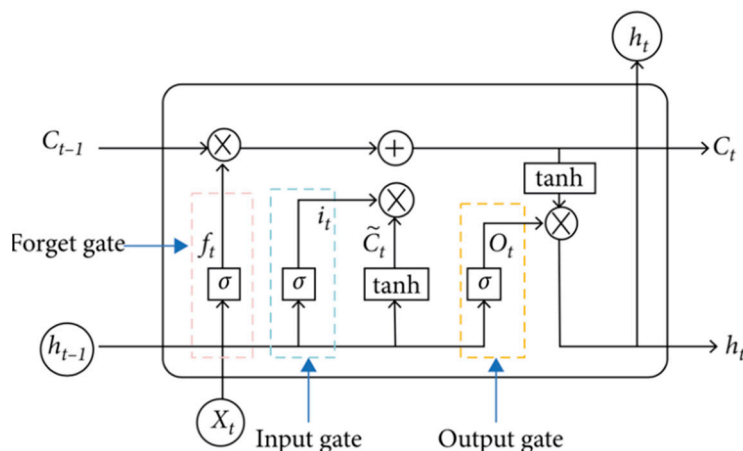 h_t
C_{t–1}
×
+
C_t
tanh
i_t
×
×
Forget gate
f_t
C̃_t
O_t
σ
σ
tanh
σ
h_{t–1}
h_t
X_t
Input gate
Output gate